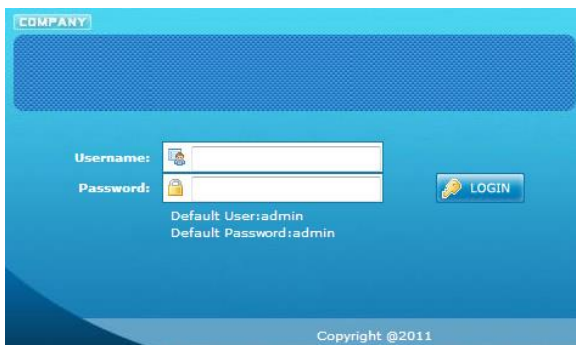 COMPANY
Username:
Password:
LOGIN
Default User:admin
Default Password:admin
Copyright @2011